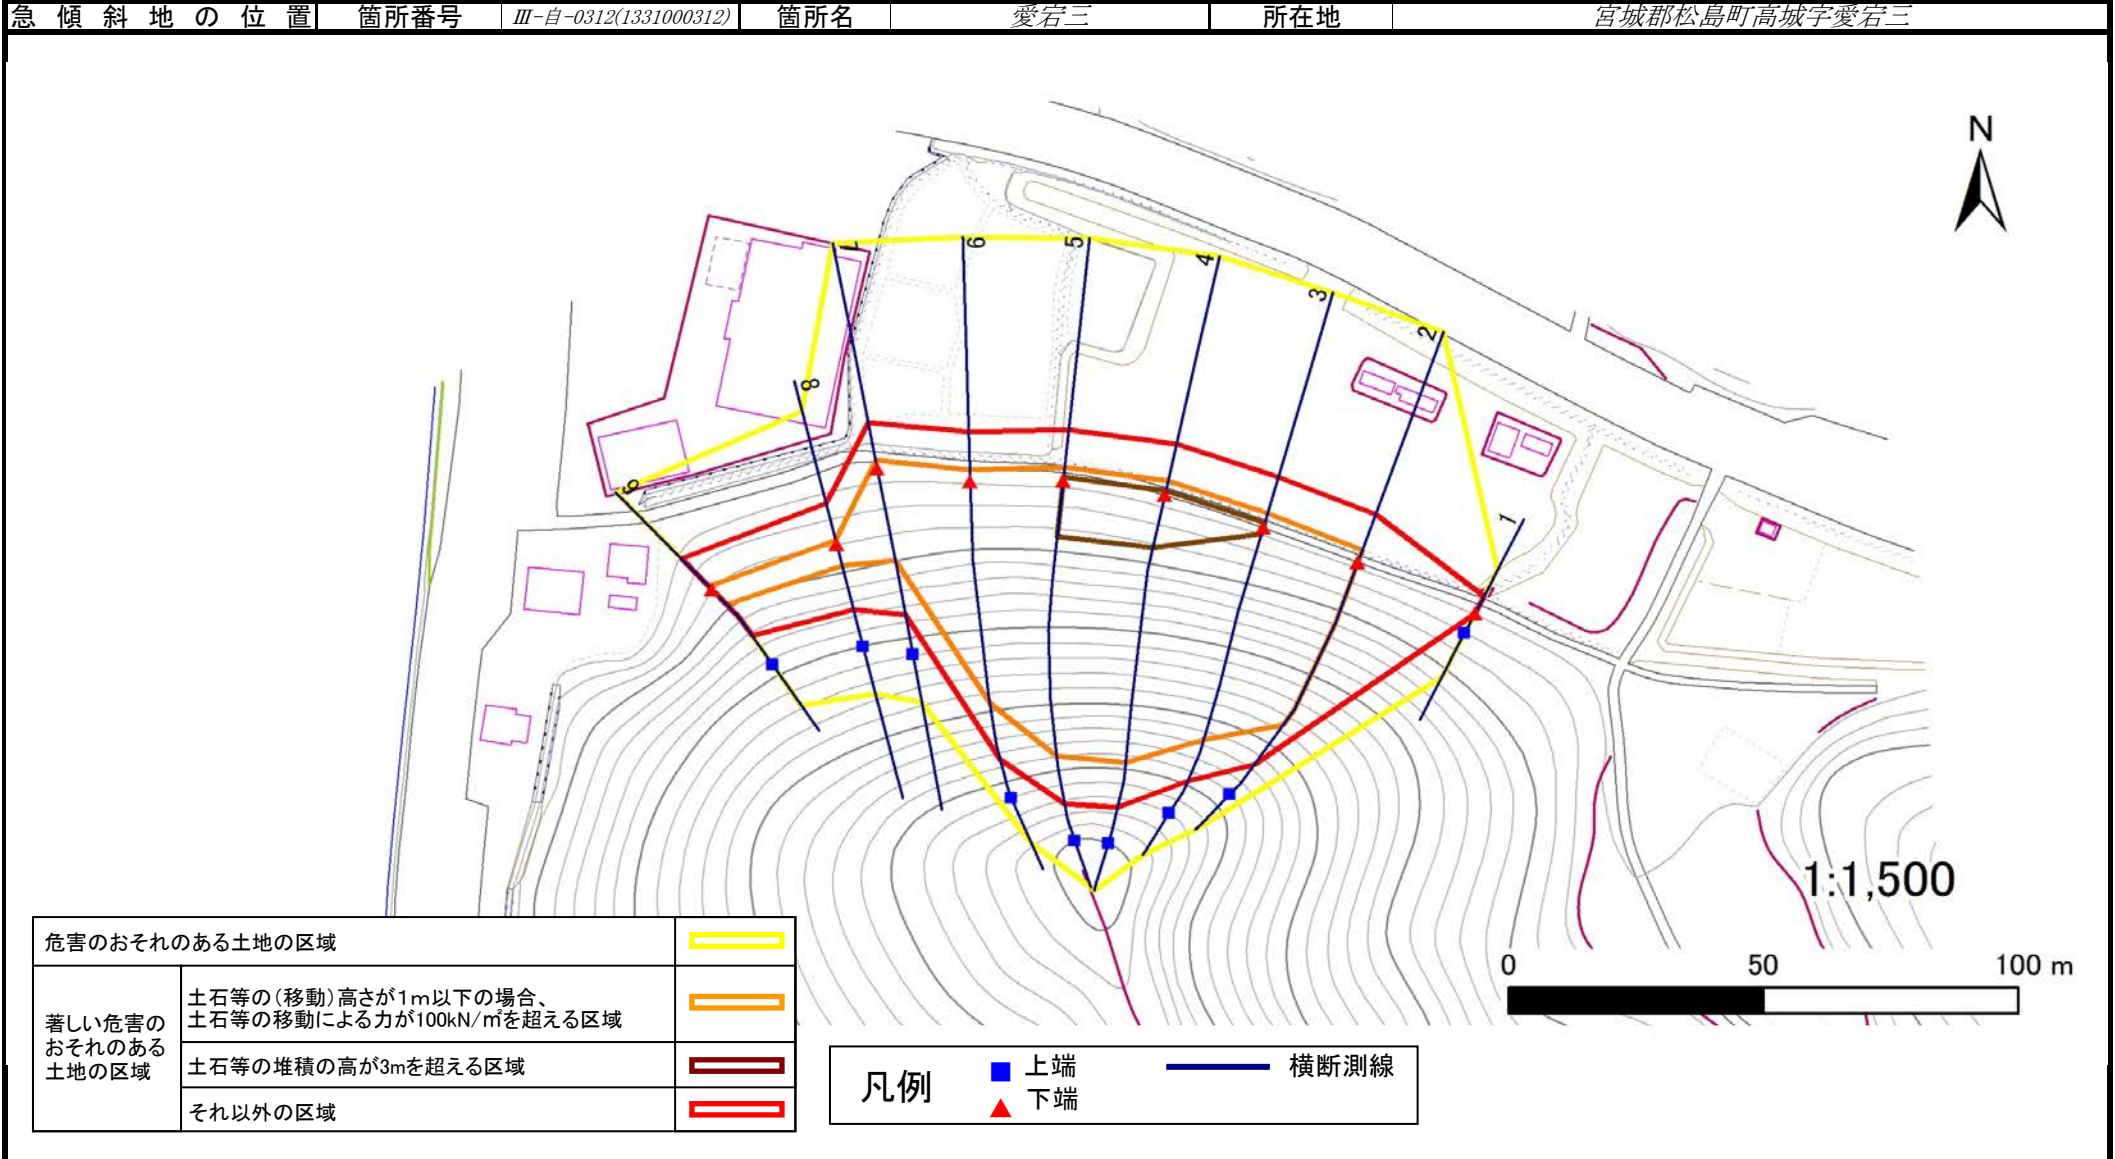 急傾斜地の位置 箇所番号 Ⅲ-自-0312(1331000312) 箇所名 愛宕三 所在地 宮城郡松島町高城字愛宕三
N
7
6
5
4
3
2
8
9
1
1:1,500
0 50 100 m
危害のおそれのある土地の区域
著しい危害の
おそれのある
土地の区域
土石等の(移動)高さが1m以下の場合、
土石等の移動による力が100kN/㎡を超える区域
土石等の堆積の高が3mを超える区域
それ以外の区域
凡例
上端
下端
横断測線